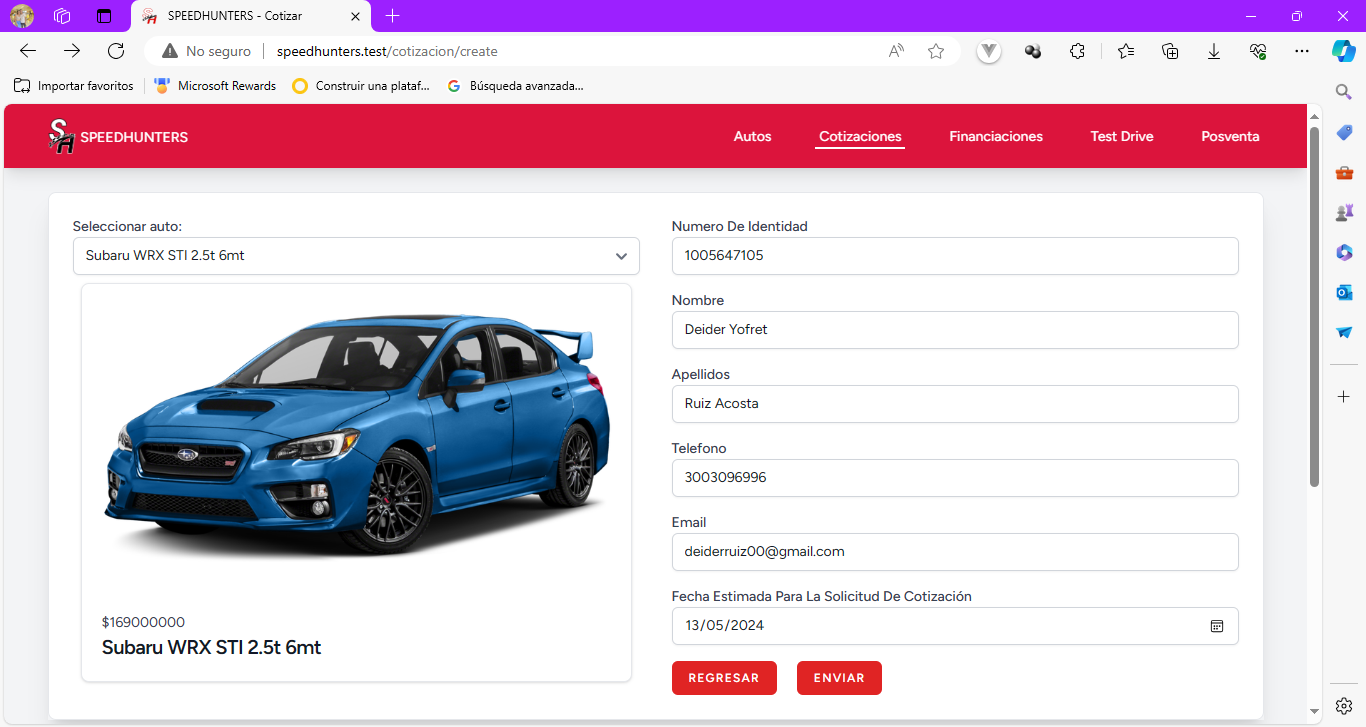 SPEEDHUNTERS - Cotizar
No seguro
speedhunters.test/cotizacion/create
Importar favoritos
Microsoft Rewards
Construir una plataf...
Búsqueda avanzada...
SH SPEEDHUNTERS
Autos
Cotizaciones
Financiaciones
Test Drive
Posventa
Seleccionar auto:
Subaru WRX STI 2.5t 6mt
$169000000
Subaru WRX STI 2.5t 6mt
Numero De Identidad
1005647105
Nombre
Deider Yofret
Apellidos
Ruiz Acosta
Telefono
3003096996
Email
deiderruiz00@gmail.com
Fecha Estimada Para La Solicitud De Cotización
13/05/2024
REGRESAR
ENVIAR